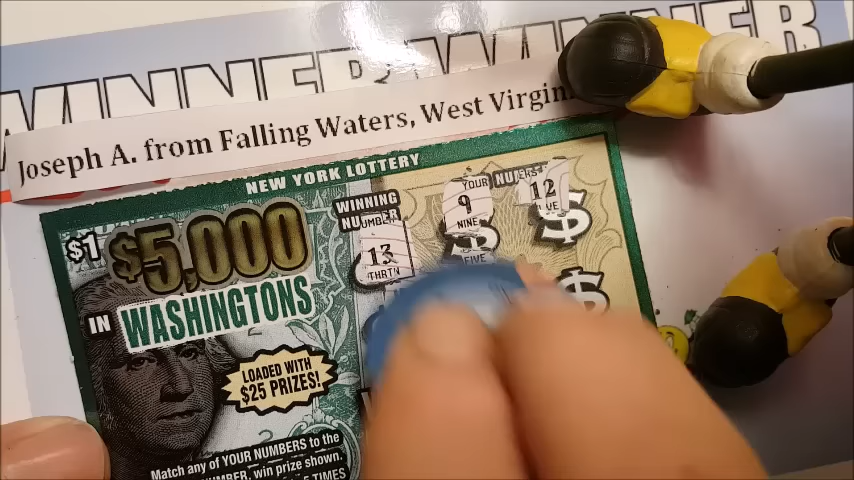 WINNER WINNER
Joseph A. from Falling Waters, West Virgin
NEW YORK LOTTERY
$1
$5,000
IN WASHINGTONS
LOADED WITH
$25 PRIZES!
WINNING
NUMBER
13
THRTN
YOUR NUMBERS
9
NINE
FIVE
12
$
$
Match any of YOUR NUMBERS to the
NUMBER, win prize shown.
TIMES